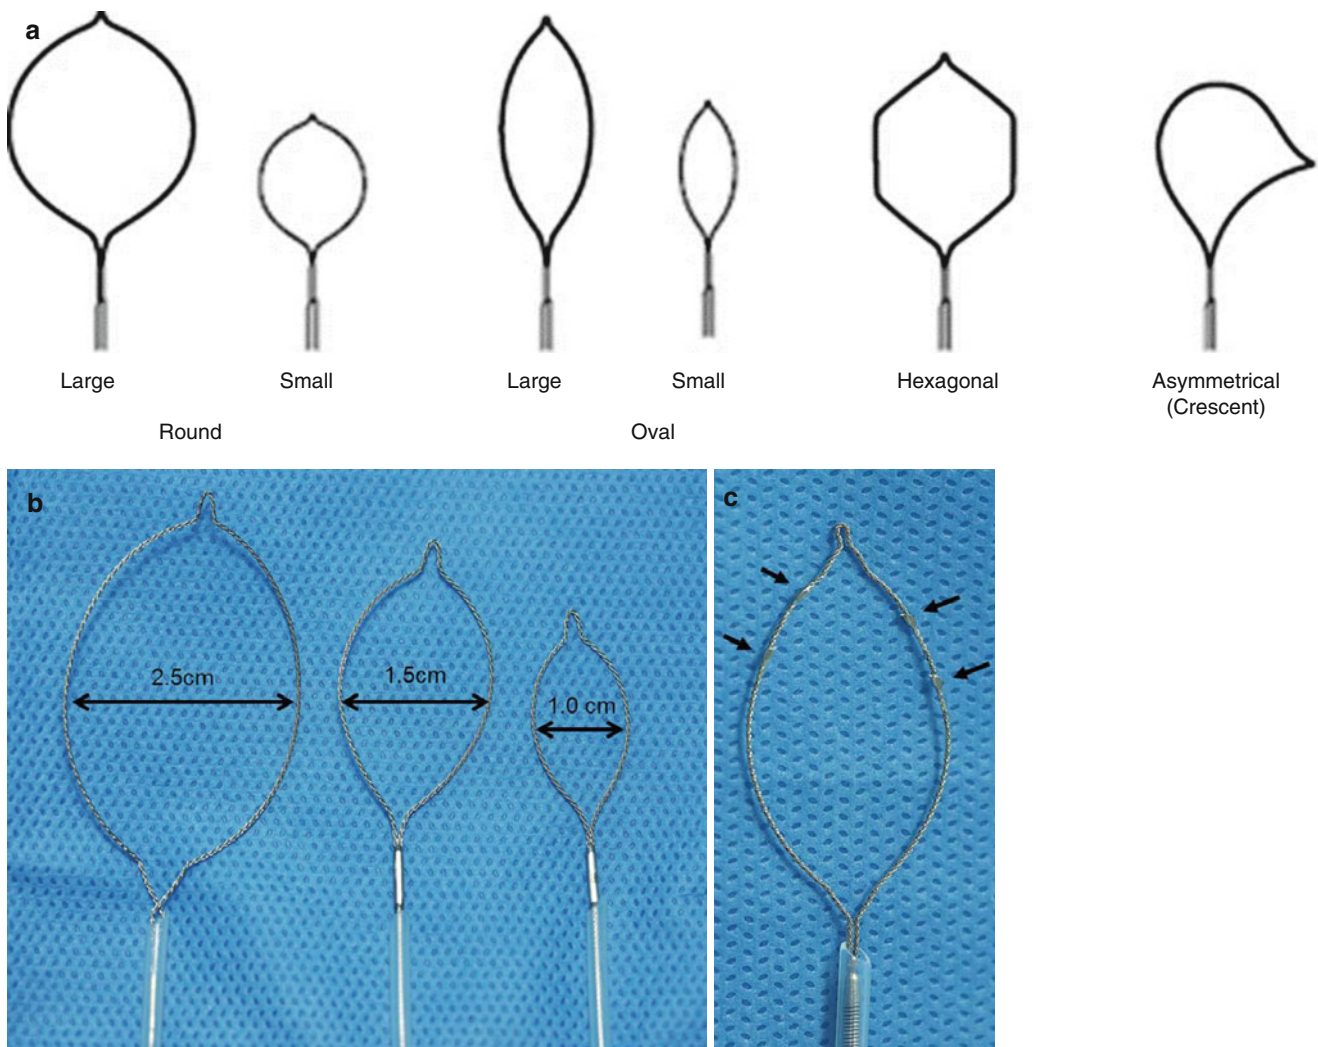 a
Large
Small
Large
Small
Hexagonal
Asymmetrical
(Crescent)
Round
Oval
b
2.5cm
1.5cm
1.0 cm
c